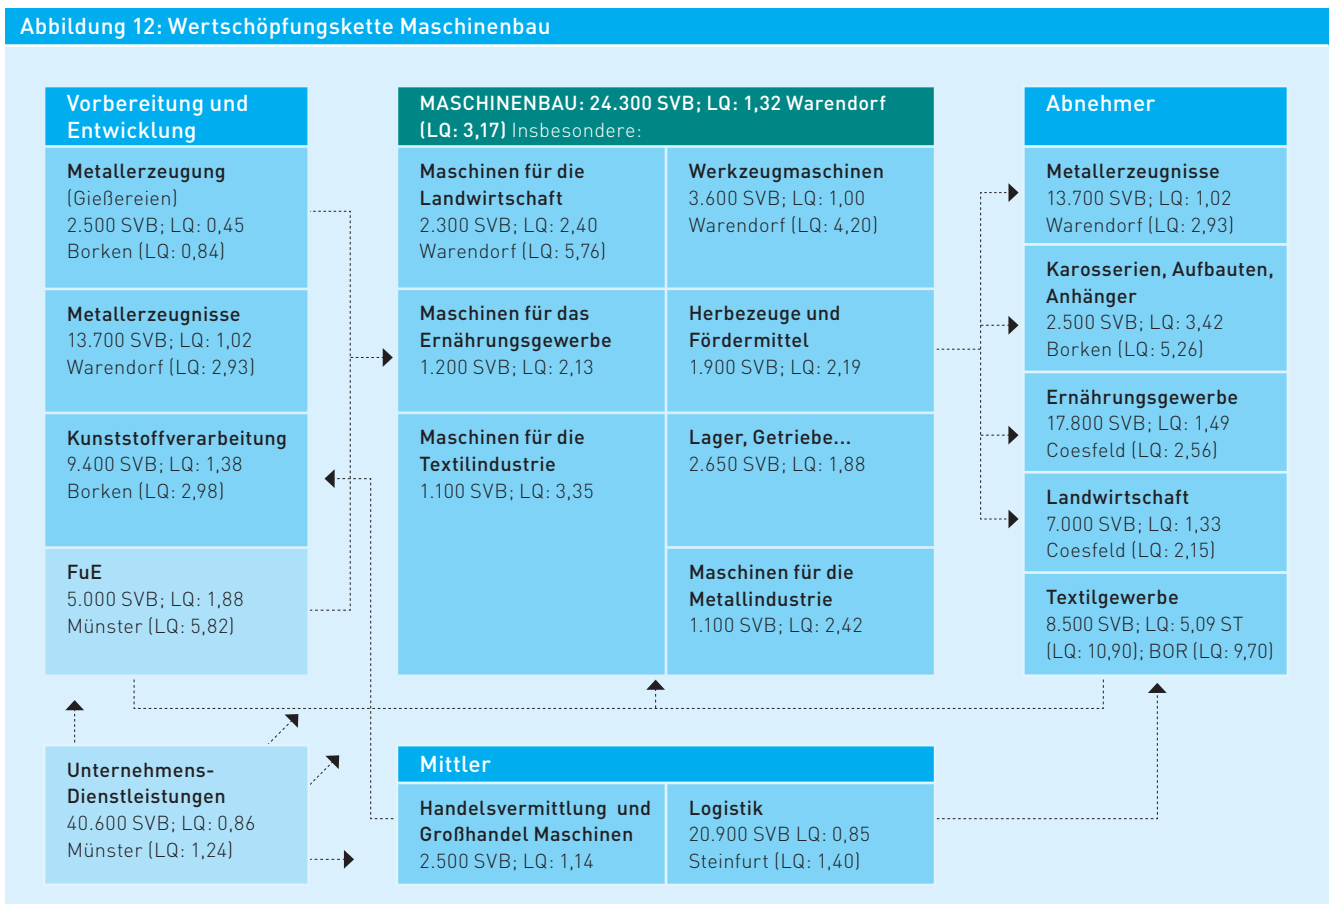 Abbildung 12: Wertschöpfungskette Maschinenbau
Vorbereitung und
Entwicklung
Metallerzeugung
(Gießereien)
2.500 SVB; LQ: 0,45
Borken (LQ: 0,84)
Metallerzeugnisse
13.700 SVB; LQ: 1,02
Warendorf (LQ: 2,93)
Kunststoffverarbeitung
9.400 SVB; LQ: 1,38
Borken (LQ: 2,98)
FuE
5.000 SVB; LQ: 1,88
Münster (LQ: 5,82)
Unternehmens-
Dienstleistungen
40.600 SVB; LQ: 0,86
Münster (LQ: 1,24)
MASCHINENBAU: 24.300 SVB; LQ: 1,32 Warendorf
(LQ: 3,17) Insbesondere:
Maschinen für die
Landwirtschaft
2.300 SVB; LQ: 2,40
Warendorf (LQ: 5,76)
Werkzeugmaschinen
3.600 SVB; LQ: 1,00
Warendorf (LQ: 4,20)
Maschinen für das
Ernährungsgewerbe
1.200 SVB; LQ: 2,13
Herbezeuge und
Fördermittel
1.900 SVB; LQ: 2,19
Maschinen für die
Textilindustrie
1.100 SVB; LQ: 3,35
Lager, Getriebe...
2.650 SVB; LQ: 1,88
Maschinen für die
Metallindustrie
1.100 SVB; LQ: 2,42
Mittler
Handelsvermittlung und
Großhandel Maschinen
2.500 SVB; LQ: 1,14
Logistik
20.900 SVB LQ: 0,85
Steinfurt (LQ: 1,40)
Abnehmer
Metallerzeugnisse
13.700 SVB; LQ: 1,02
Warendorf (LQ: 2,93)
Karosserien, Aufbauten,
Anhänger
2.500 SVB; LQ: 3,42
Borken (LQ: 5,26)
Ernährungsgewerbe
17.800 SVB; LQ: 1,49
Coesfeld (LQ: 2,56)
Landwirtschaft
7.000 SVB; LQ: 1,33
Coesfeld (LQ: 2,15)
Textilgewerbe
8.500 SVB; LQ: 5,09 ST
(LQ: 10,90); BOR (LQ: 9,70)